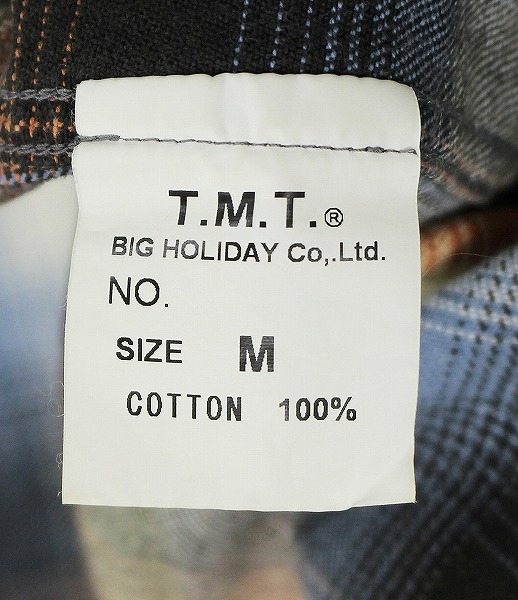 T.M.T.®
BIG HOLIDAY Co,.Ltd.
NO.
SIZE M
COTTON 100%